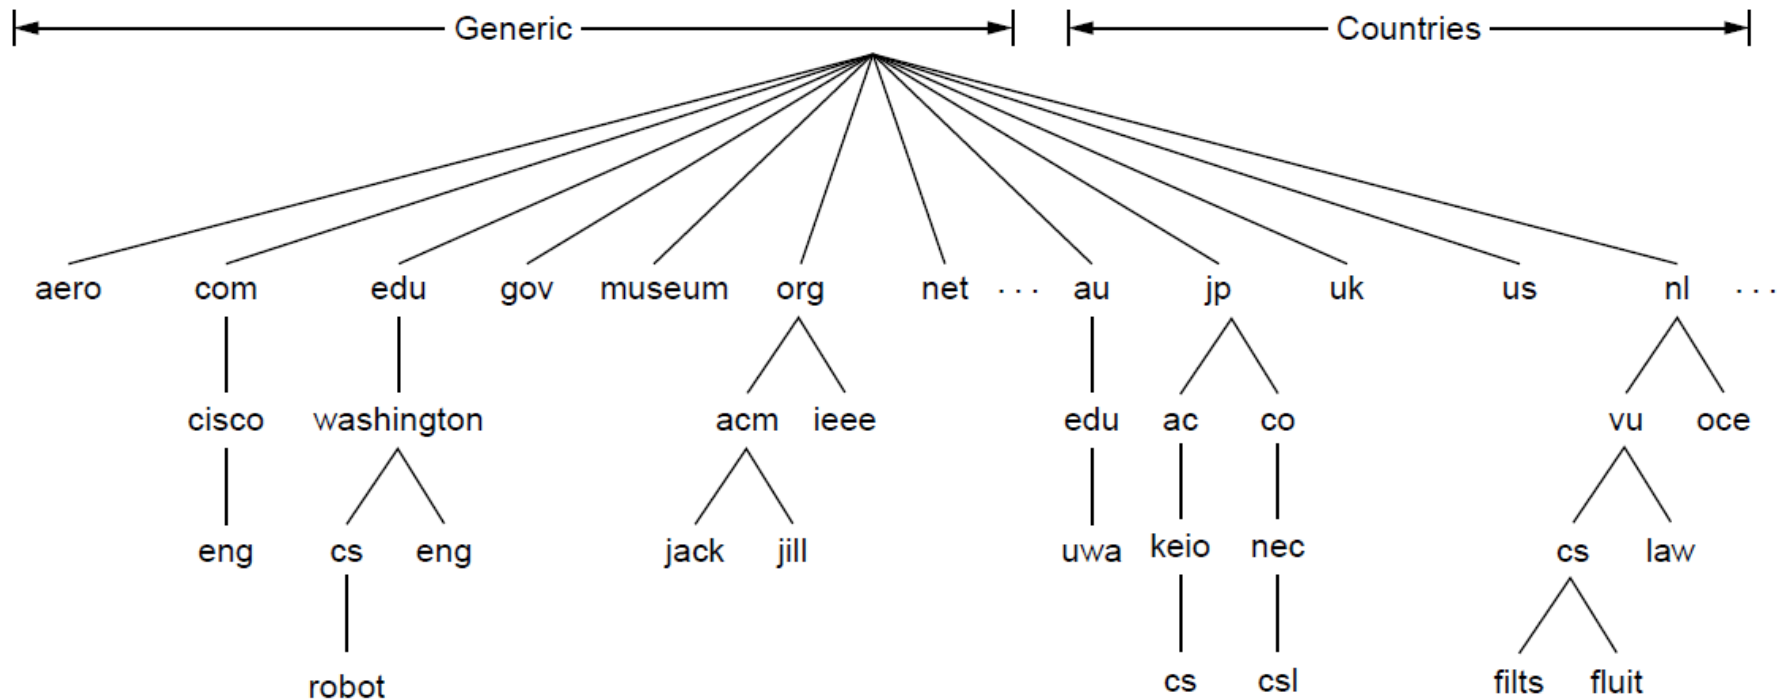 Generic Countries
aero com edu gov museum org net · · · au jp uk us nl · · ·
cisco washington acm ieee edu ac co vu oce
eng cs eng jack jill uwa keio nec cs law
robot cs csl filts fluit